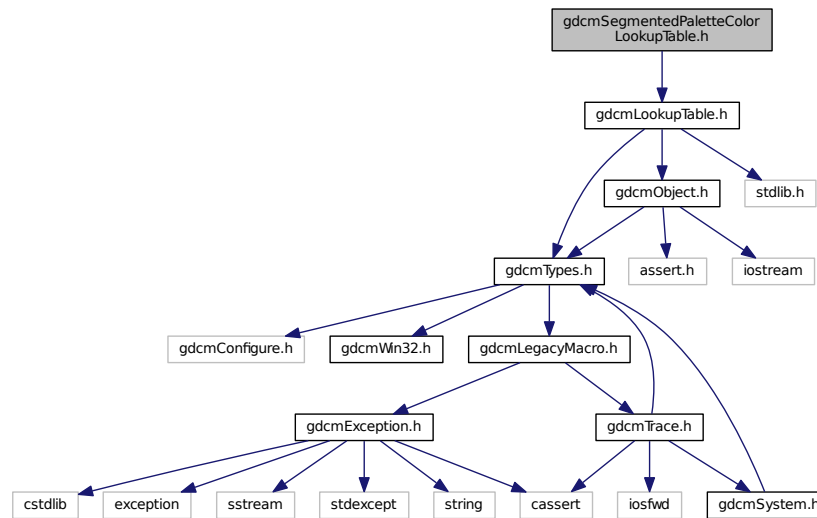 gdcmSegmentedPaletteColor
LookupTable.h
gdcmLookupTable.h
gdcmObject.h
stdlib.h
gdcmTypes.h
assert.h
iostream
gdcmConfigure.h
gdcmWin32.h
gdcmLegacyMacro.h
gdcmException.h
gdcmTrace.h
cstdlib
exception
sstream
stdexcept
string
cassert
iosfwd
gdcmSystem.h